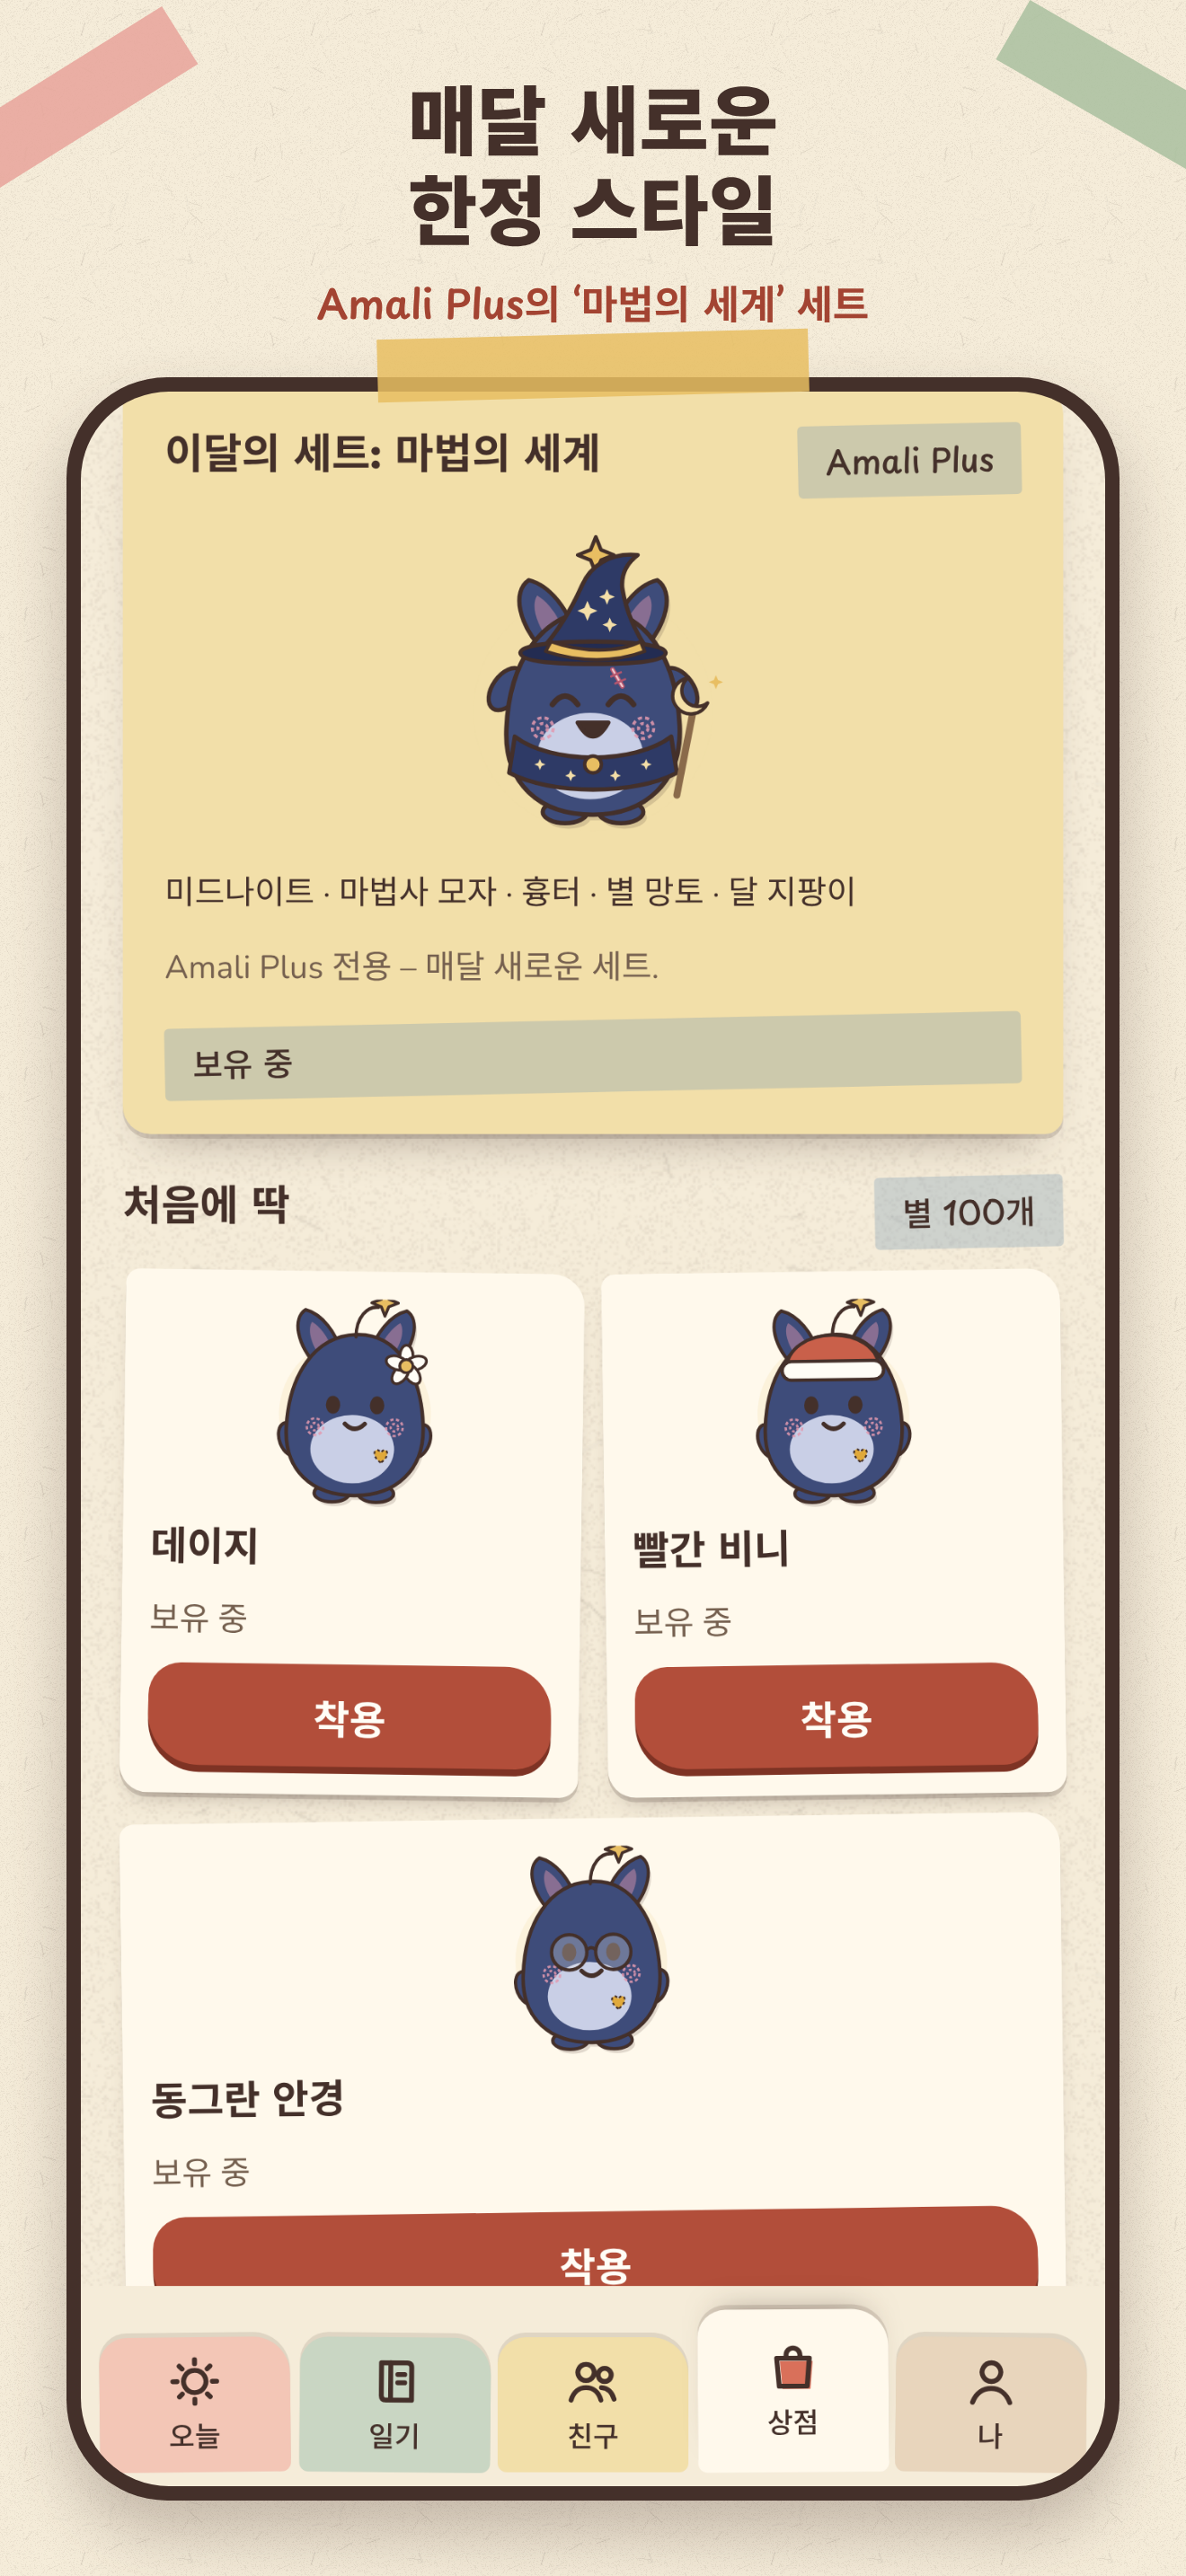 매달 새로운
한정 스타일
Amali Plus의 ‘마법의 세계’ 세트
이달의 세트: 마법의 세계
Amali Plus
미드나이트 · 마법사 모자 · 흉터 · 별 망토 · 달 지팡이
Amali Plus 전용 – 매달 새로운 세트.
보유 중
처음에 딱
별 100개
데이지
보유 중
착용
빨간 비니
보유 중
착용
동그란 안경
보유 중
착용
오늘
일기
친구
상점
나